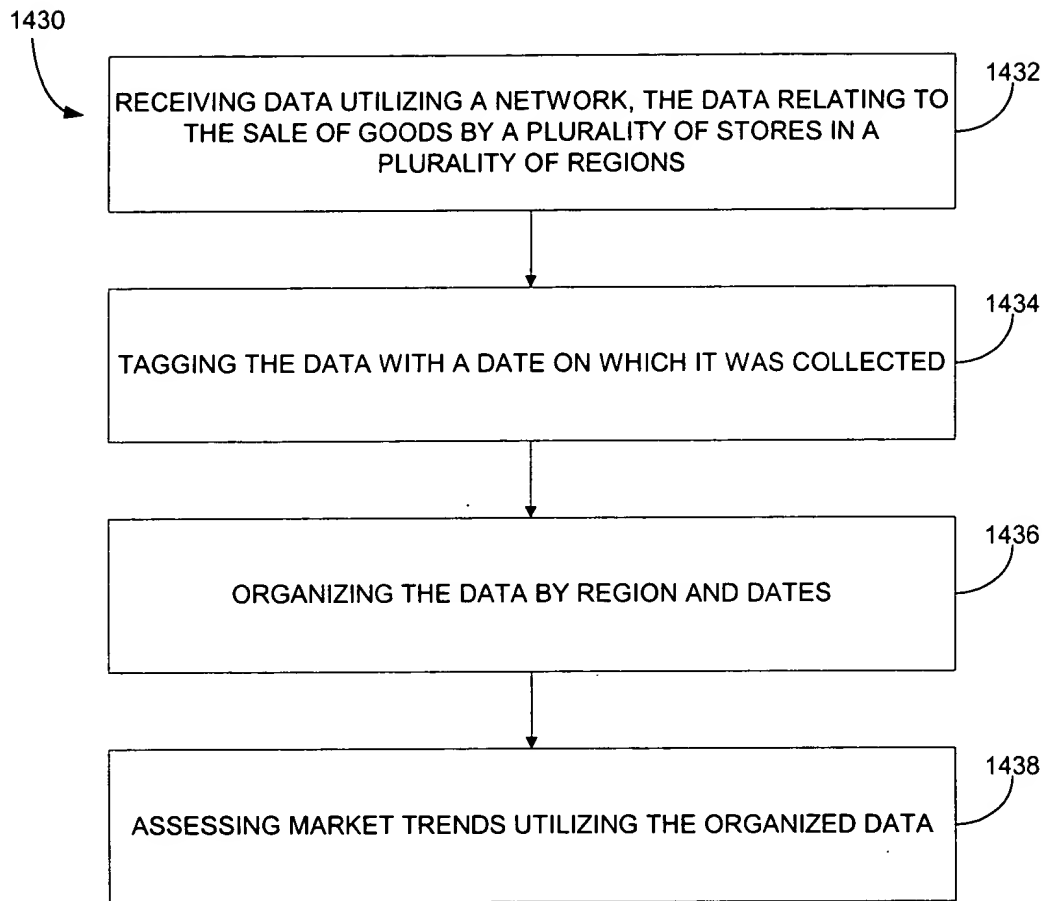 1430
1432
RECEIVING DATA UTILIZING A NETWORK, THE DATA RELATING TO
THE SALE OF GOODS BY A PLURALITY OF STORES IN A
PLURALITY OF REGIONS
1434
TAGGING THE DATA WITH A DATE ON WHICH IT WAS COLLECTED
1436
ORGANIZING THE DATA BY REGION AND DATES
1438
ASSESSING MARKET TRENDS UTILIZING THE ORGANIZED DATA